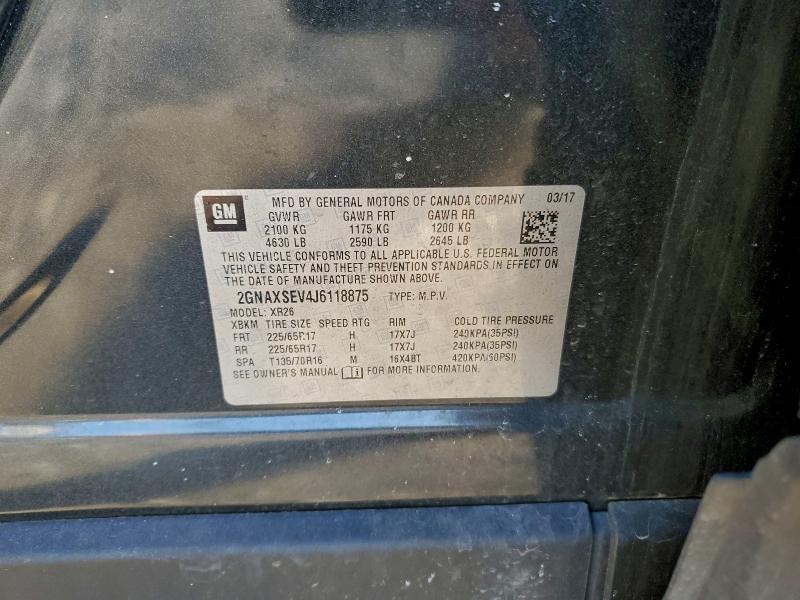 GM
MFD BY GENERAL MOTORS OF CANADA COMPANY 03/17
GVWR GAWR FRT GAWR RR
2100 KG 1175 KG 1200 KG
4630 LB 2590 LB 2645 LB
THIS VEHICLE CONFORMS TO ALL APPLICABLE U.S. FEDERAL MOTOR
VEHICLE SAFETY AND THEFT PREVENTION STANDARDS IN EFFECT ON
THE DATE OF MANUFACTURE SHOWN ABOVE.
2GNAXSEV4J6118875 TYPE: M.P.V.
MODEL: XR26
XBKM TIRE SIZE SPEED RTG RIM COLD TIRE PRESSURE
FRT 225/65R17 H 17X7J 240KPA(35PSI)
RR 225/65R17 H 17X7J 240KPA(35PSI)
SPA T135/70R16 M 16X4BT 420KPA(60PSI)
SEE OWNER'S MANUAL FOR MORE INFORMATION.